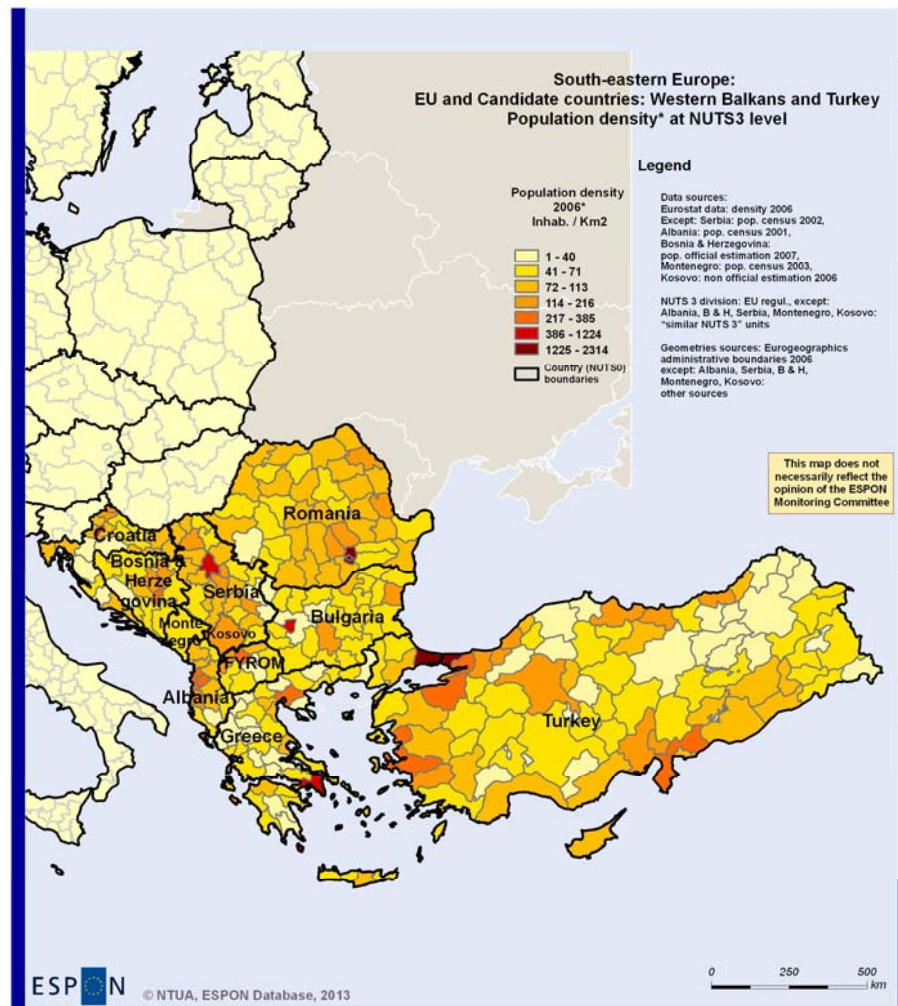 South-eastern Europe:
EU and Candidate countries: Western Balkans and Turkey
Population density* at NUTS3 level
Legend
Population density
2006*
Inhab. / Km2
1 - 40
41 - 71
72 - 113
114 - 216
217 - 385
386 - 1224
1225 - 2314
Country (NUTS0)
boundaries
Data sources:
Eurostat data: density 2006
Except: Serbia: pop. census 2002,
Albania: pop. census 2001,
Bosnia & Herzegovina:
pop. official estimation 2007,
Montenegro: pop. census 2003,
Kosovo: non official estimation 2006
NUTS 3 division: EU regul., except:
Albania, B & H, Serbia, Montenegro, Kosovo:
“similar NUTS 3” units
Geometries sources: Eurogeographics
administrative boundaries 2006
except: Albania, Serbia, B & H,
Montenegro, Kosovo:
other sources
This map does not
necessarily reflect the
opinion of the ESPON
Monitoring Committee
Romania
Croatia
Bosnia &
Herze
govina
Serbia
Bulgaria
Monte
negro
Kosovo
FYROM
Albania
Greece
Turkey
ESPON
© NTUA, ESPON Database, 2013
0 250 500
km